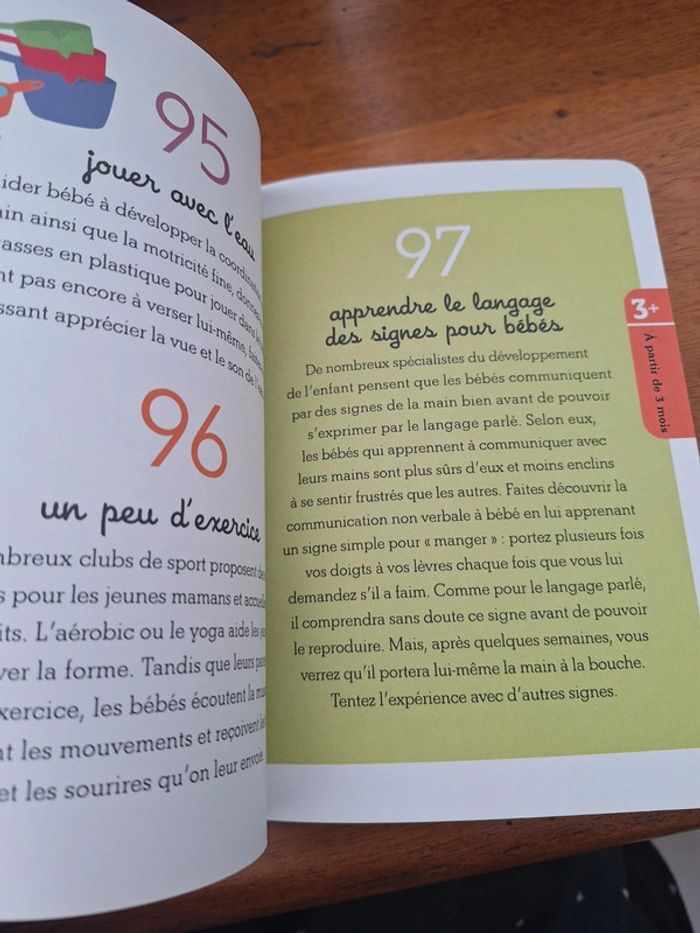 95
jouer avec l'eau
ider bébé à développer la coordination
ain ainsi que la motricité fine, donnez
asses en plastique pour jouer dans
nt pas encore à verser lui-même,
ssant apprécier la vue et le son de l'
96
un peu d'exercice
mbreux clubs de sport proposent
s pour les jeunes mamans et
its. L'aérobic ou le yoga aide les
ver la forme. Tandis que leurs
xercice, les bébés écoutent la
nt les mouvements et reçoivent
et les sourires qu'on leur envoie.
97
apprendre le langage
des signes pour bébés
De nombreux spécialistes du développement
de l'enfant pensent que les bébés communiquent
par des signes de la main bien avant de pouvoir
s'exprimer par le langage parlé. Selon eux,
les bébés qui apprennent à communiquer avec
leurs mains sont plus sûrs d'eux et moins enclins
à se sentir frustrés que les autres. Faites découvrir la
communication non verbale à bébé en lui apprenant
un signe simple pour « manger » : portez plusieurs fois
vos doigts à vos lèvres chaque fois que vous lui
demandez s'il a faim. Comme pour le langage parlé,
il comprendra sans doute ce signe avant de pouvoir
le reproduire. Mais, après quelques semaines, vous
verrez qu'il portera lui-même la main à la bouche.
Tentez l'expérience avec d'autres signes.
3+
À partir de 3 mois